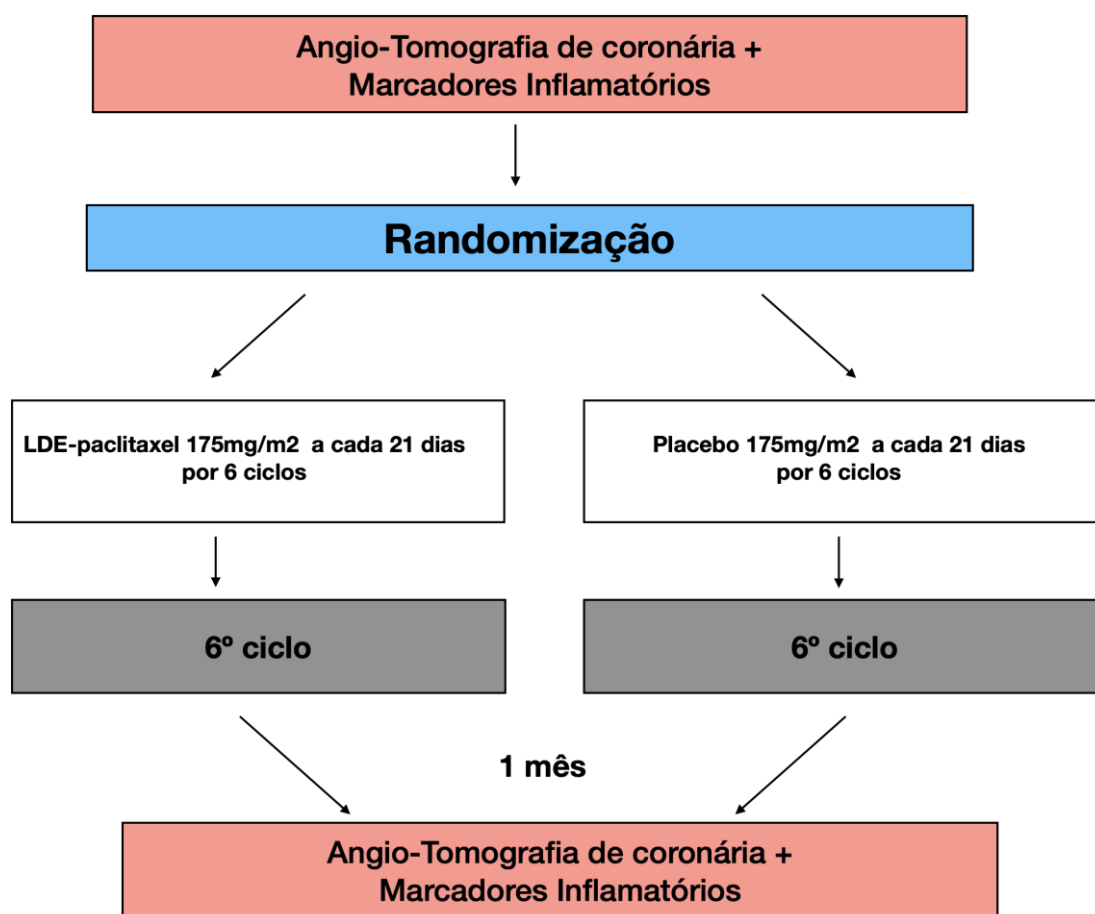 Angio-Tomografia de coronária +
Marcadores Inflamatórios
Randomização
LDE-paclitaxel 175mg/m2 a cada 21 dias
por 6 ciclos
Placebo 175mg/m2 a cada 21 dias
por 6 ciclos
6º ciclo
6º ciclo
1 mês
Angio-Tomografia de coronária +
Marcadores Inflamatórios